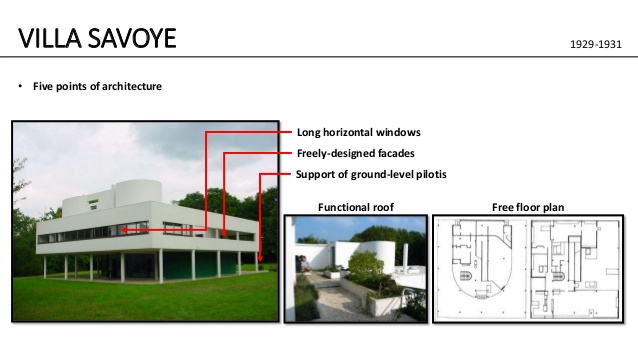 VILLA SAVOYE
1929-1931
• Five points of architecture
Long horizontal windows
Freely-designed facades
Support of ground-level pilotis
Functional roof
Free floor plan